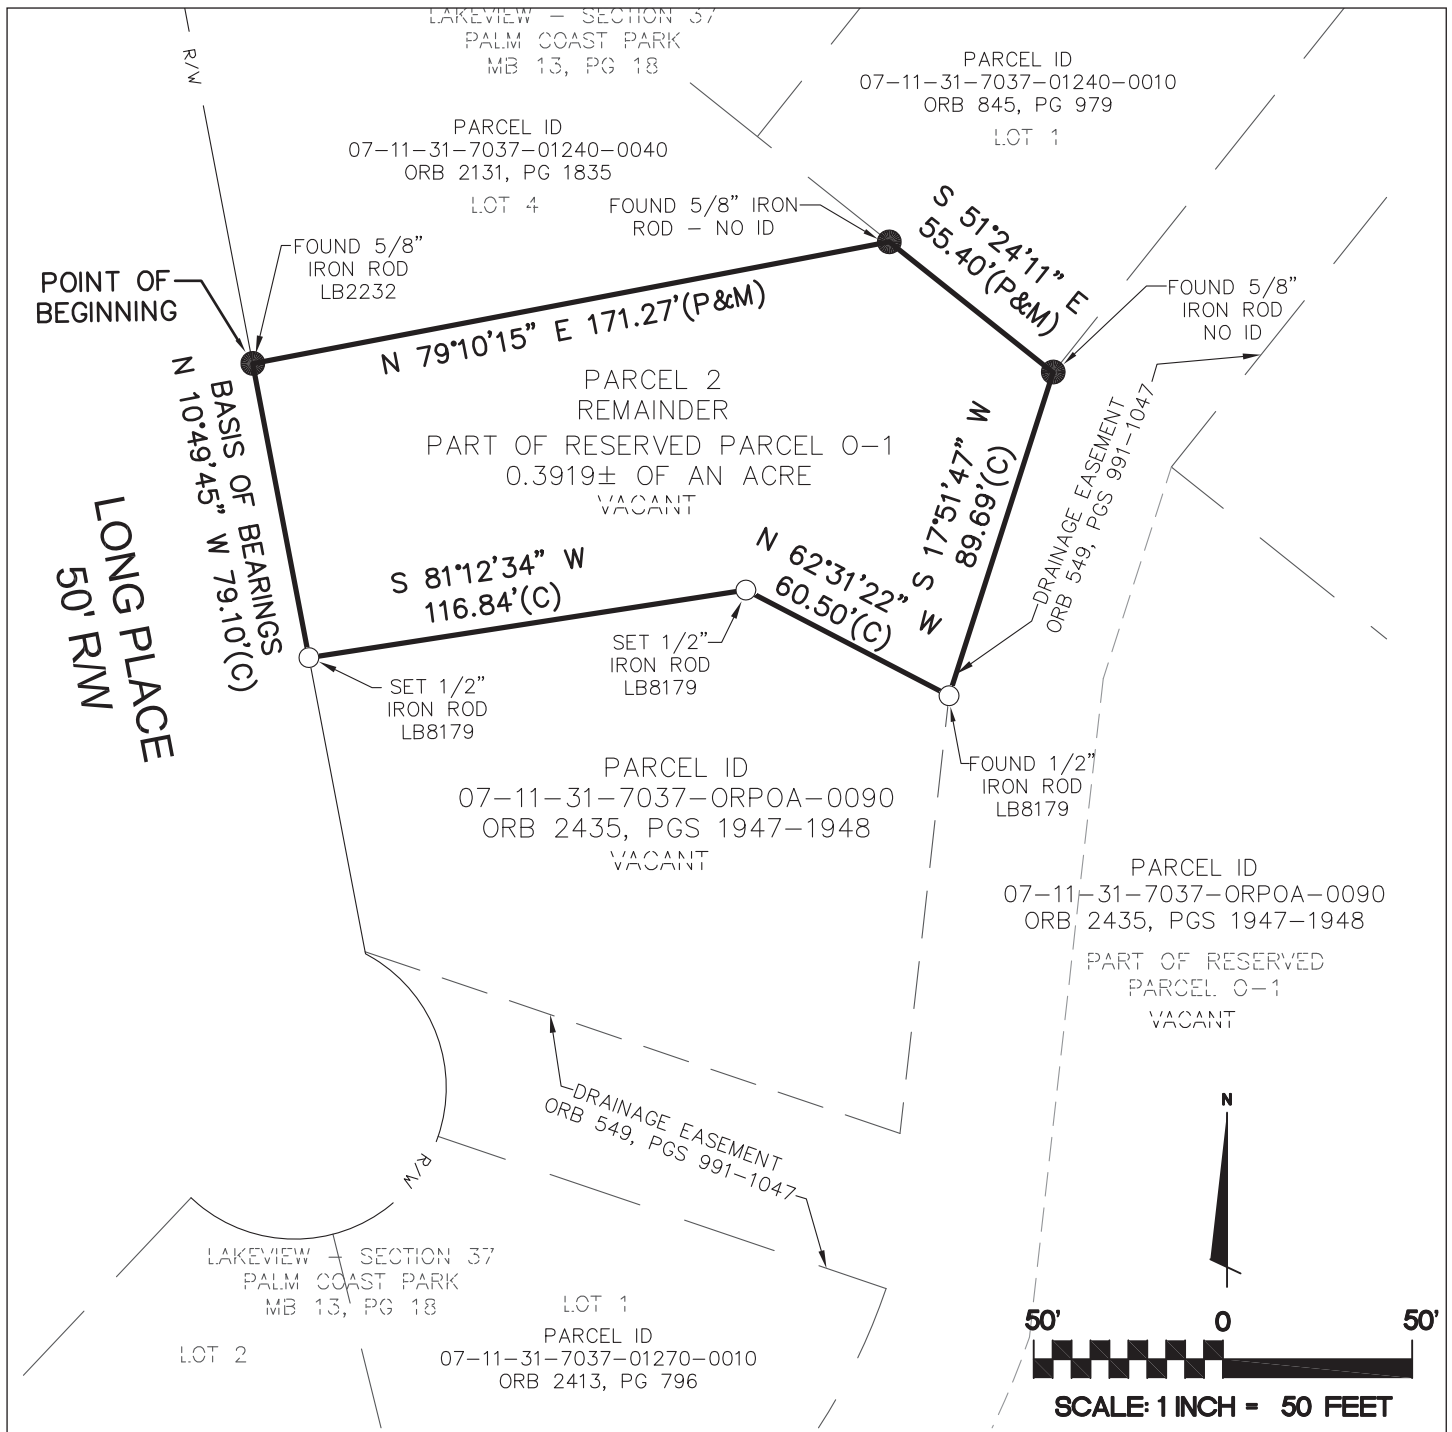 LAKEVIEW – SECTION 37
PALM COAST PARK
MB 13, PG 18
R/W
PARCEL ID
07-11-31-7037-01240-0010
ORB 845, PG 979
LOT 1
PARCEL ID
07-11-31-7037-01240-0040
ORB 2131, PG 1835
LOT 4
FOUND 5/8” IRON
ROD – NO ID
S 51°24'11” E
55.40'(P&M)
FOUND 5/8”
IRON ROD
LB2232
POINT OF
BEGINNING
FOUND 5/8”
IRON ROD
NO ID
N 79°10'15” E 171.27'(P&M)
BASIS OF BEARINGS
N 10°49'45” W 79.10'(C)
LONG PLACE
50' R/W
PARCEL 2
REMAINDER
PART OF RESERVED PARCEL O-1
0.3919± OF AN ACRE
VACANT
S 17°51'47” W
89.69'(C)
DRAINAGE EASEMENT
ORB 549, PGS 991-1047
S 81°12'34” W
116.84'(C)
N 62°31'22” W
60.50'(C)
SET 1/2”
IRON ROD
LB8179
SET 1/2”
IRON ROD
LB8179
FOUND 1/2”
IRON ROD
LB8179
PARCEL ID
07-11-31-7037-ORPOA-0090
ORB 2435, PGS 1947-1948
VACANT
PARCEL ID
07-11-31-7037-ORPOA-0090
ORB 2435, PGS 1947-1948
PART OF RESERVED
PARCEL O-1
VACANT
DRAINAGE EASEMENT
ORB 549, PGS 991-1047
R/W
LAKEVIEW – SECTION 37
PALM COAST PARK
MB 13, PG 18
LOT 2
LOT 1
PARCEL ID
07-11-31-7037-01270-0010
ORB 2413, PG 796
N
50' 0 50'
SCALE: 1 INCH = 50 FEET